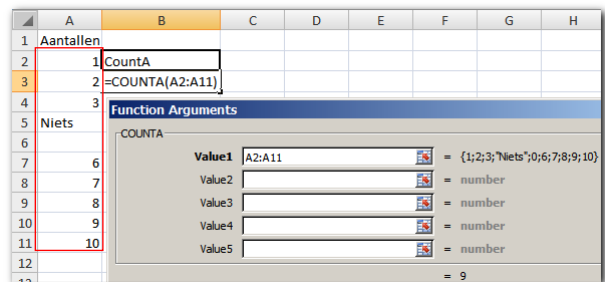 A B C D E F G H
1 Aantallen
2 1 CountA
3 2 =COUNTA(A2:A11)
4 3 Function Arguments
5 Niets COUNTA
6
7 6 Value1 A2:A11 = {1;2;3;"Niets";0;6;7;8;9;10}
8 7 Value2 = number
9 8 Value3 = number
10 9 Value4 = number
11 10 Value5 = number
12
= 9